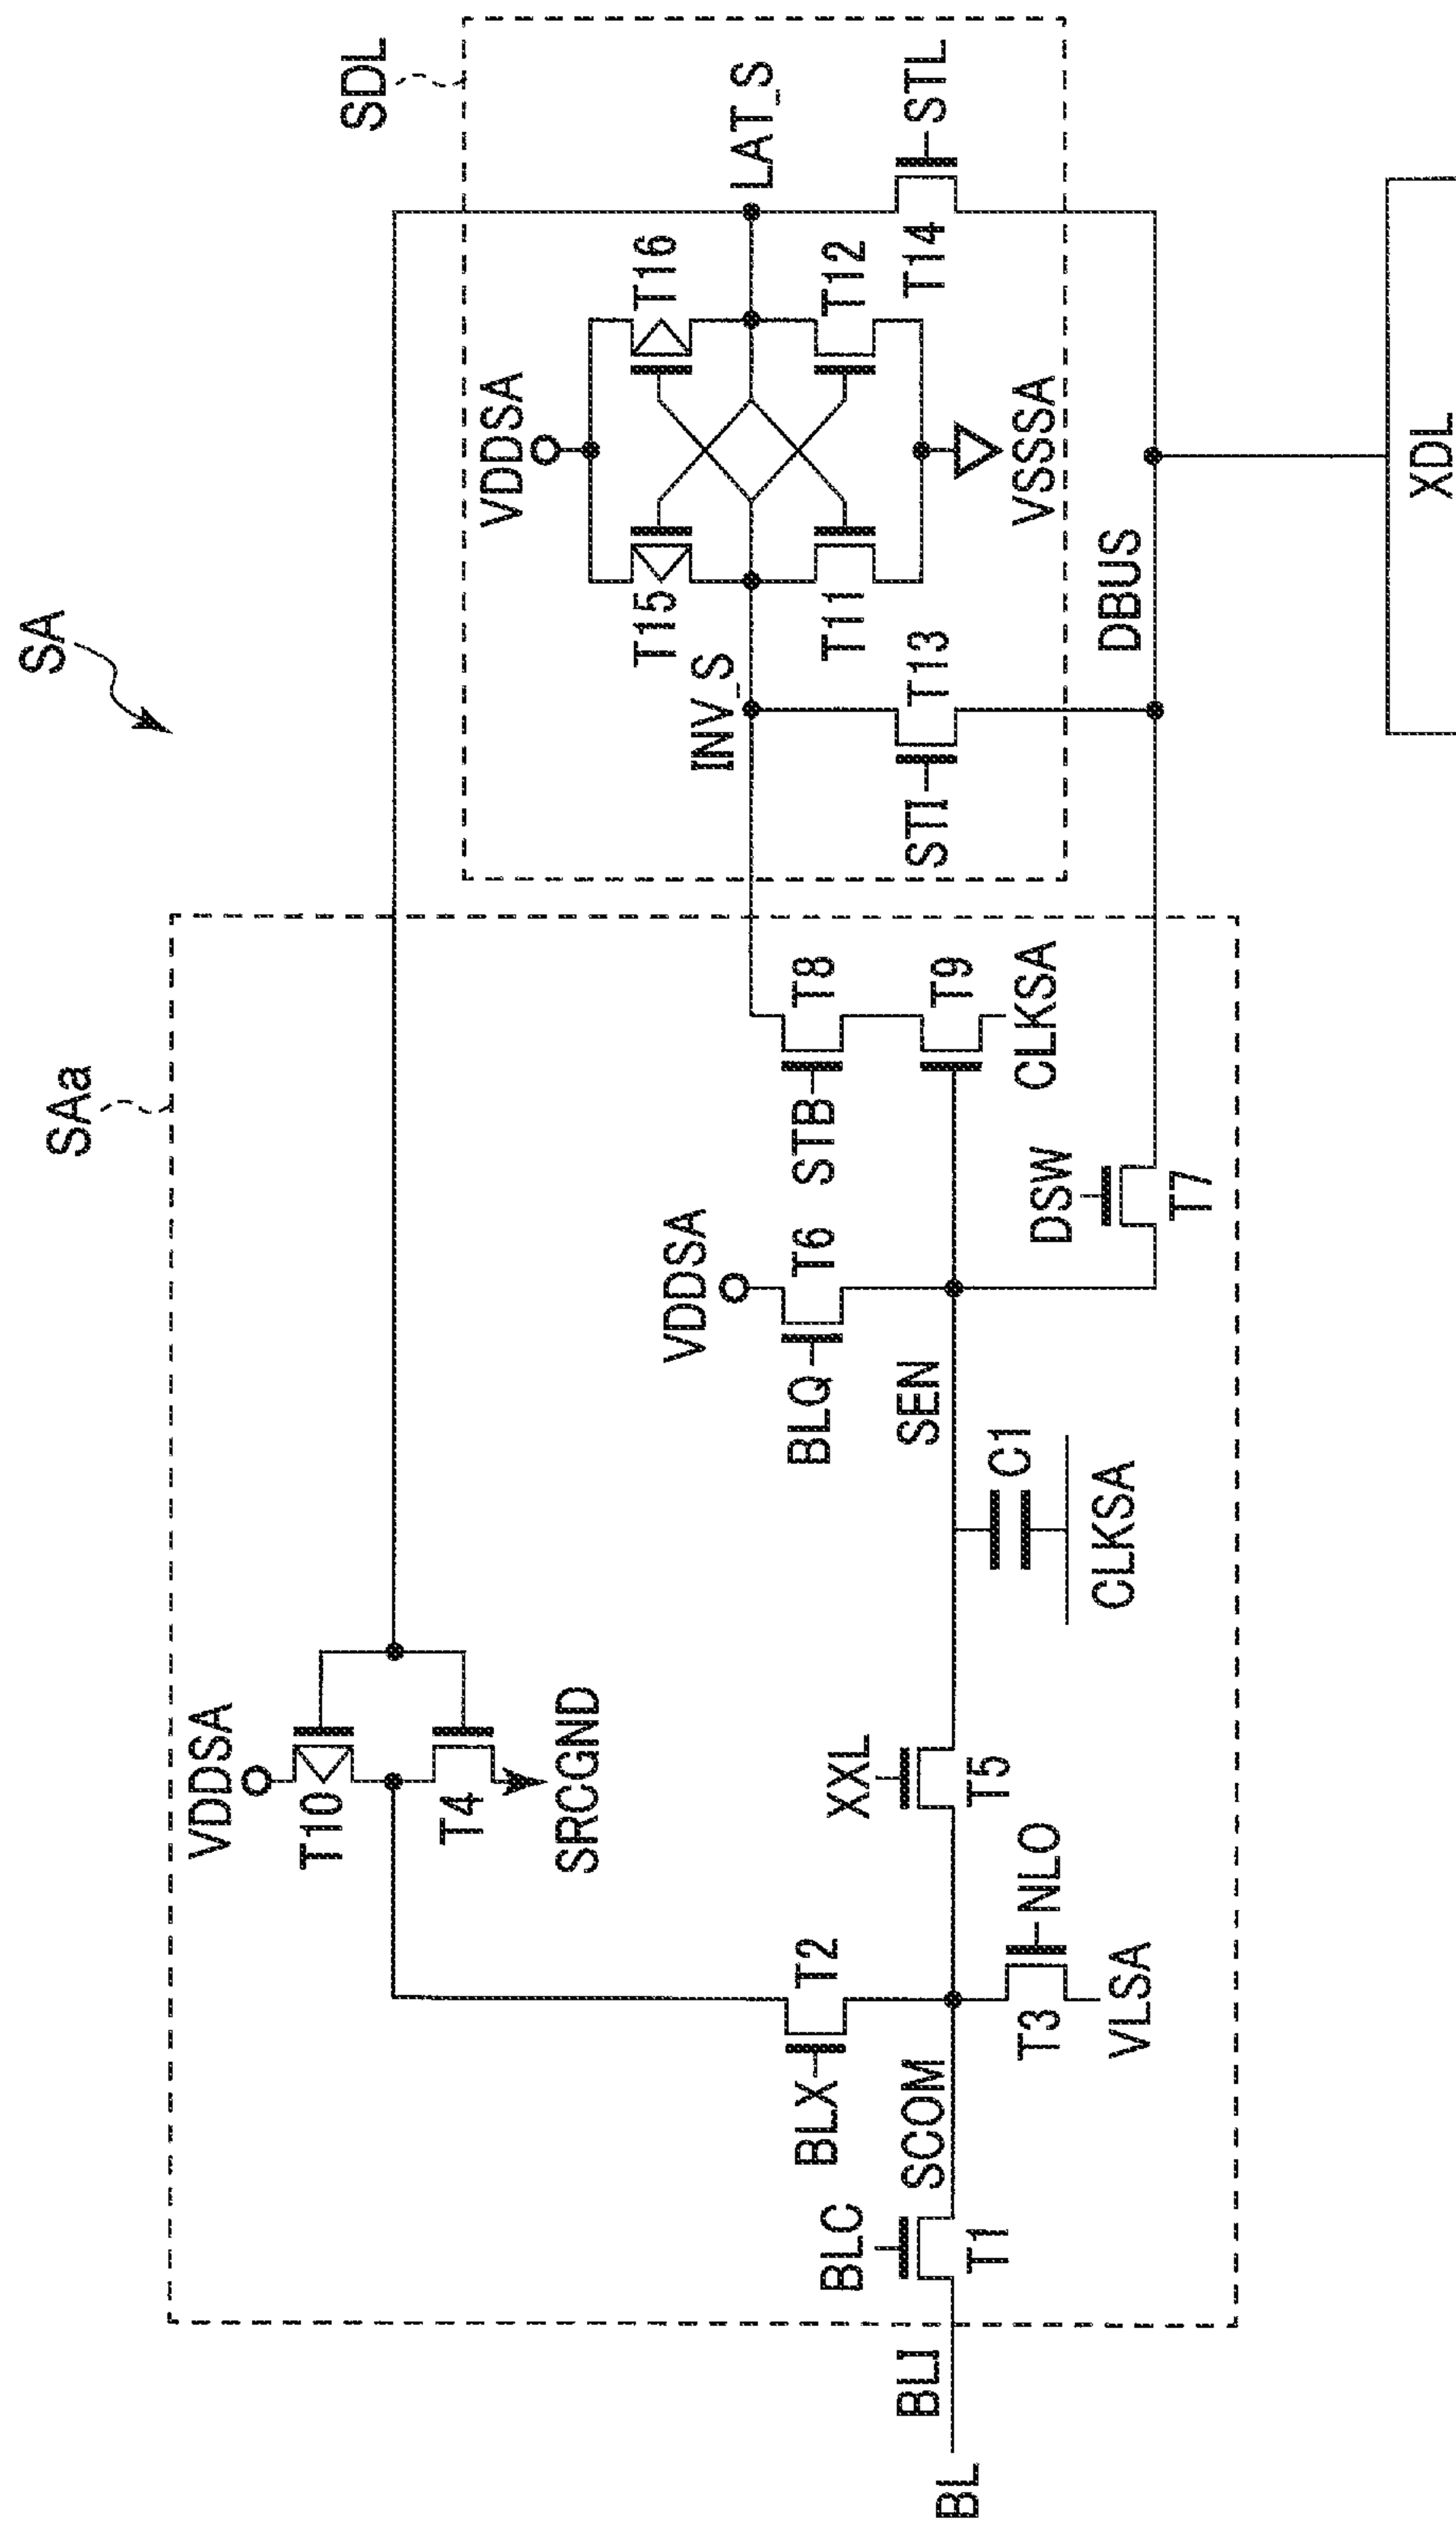 SA
SAa
SDL
VDDSA
T10
T4
SRCGND
VDDSA
T15
T16
LAT_S
INV_S
T11
T12
VSSSA
STI
T13
T14
STL
VDDSA
BLQ
T6
STB
T8
T9
CLKSA
BLX
T2
XXL
T5
SEN
C1
CLKSA
DSW
T7
DBUS
XDL
BLC
T1
SCOM
T3
NLO
VLSA
BLI
BL